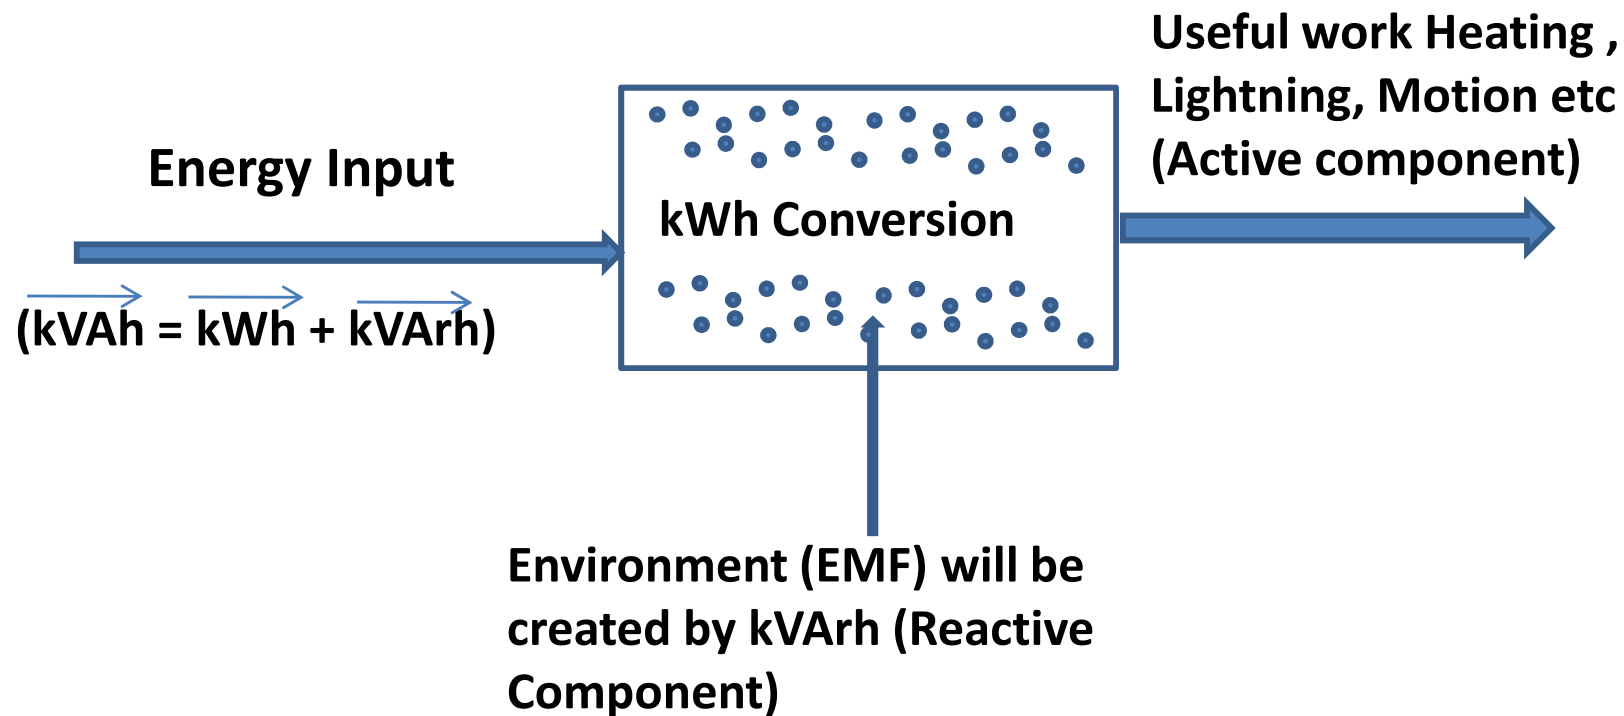 Energy Input
(kVAh = kWh + kVArh)
kWh Conversion
Useful work Heating ,
Lightning, Motion etc
(Active component)
Environment (EMF) will be
created by kVArh (Reactive
Component)